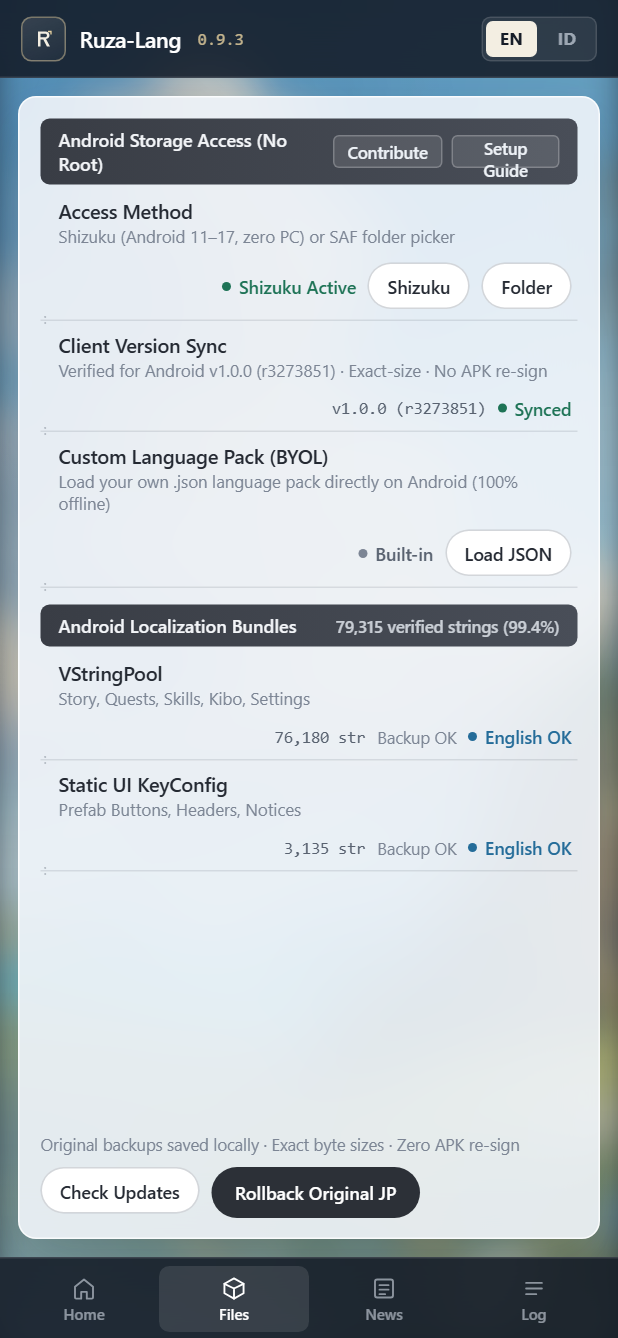 R
Ruza-Lang 0.9.3
EN ID
Android Storage Access (No Root)
Contribute
Setup Guide
Access Method
Shizuku (Android 11–17, zero PC) or SAF folder picker
Shizuku Active
Shizuku
Folder
Client Version Sync
Verified for Android v1.0.0 (r3273851) · Exact-size · No APK re-sign
v1.0.0 (r3273851) Synced
Custom Language Pack (BYOL)
Load your own .json language pack directly on Android (100%
offline)
Built-in
Load JSON
Android Localization Bundles 79,315 verified strings (99.4%)
VStringPool
Story, Quests, Skills, Kibo, Settings
76,180 str Backup OK English OK
Static UI KeyConfig
Prefab Buttons, Headers, Notices
3,135 str Backup OK English OK
Original backups saved locally · Exact byte sizes · Zero APK re-sign
Check Updates
Rollback Original JP
Home Files News Log